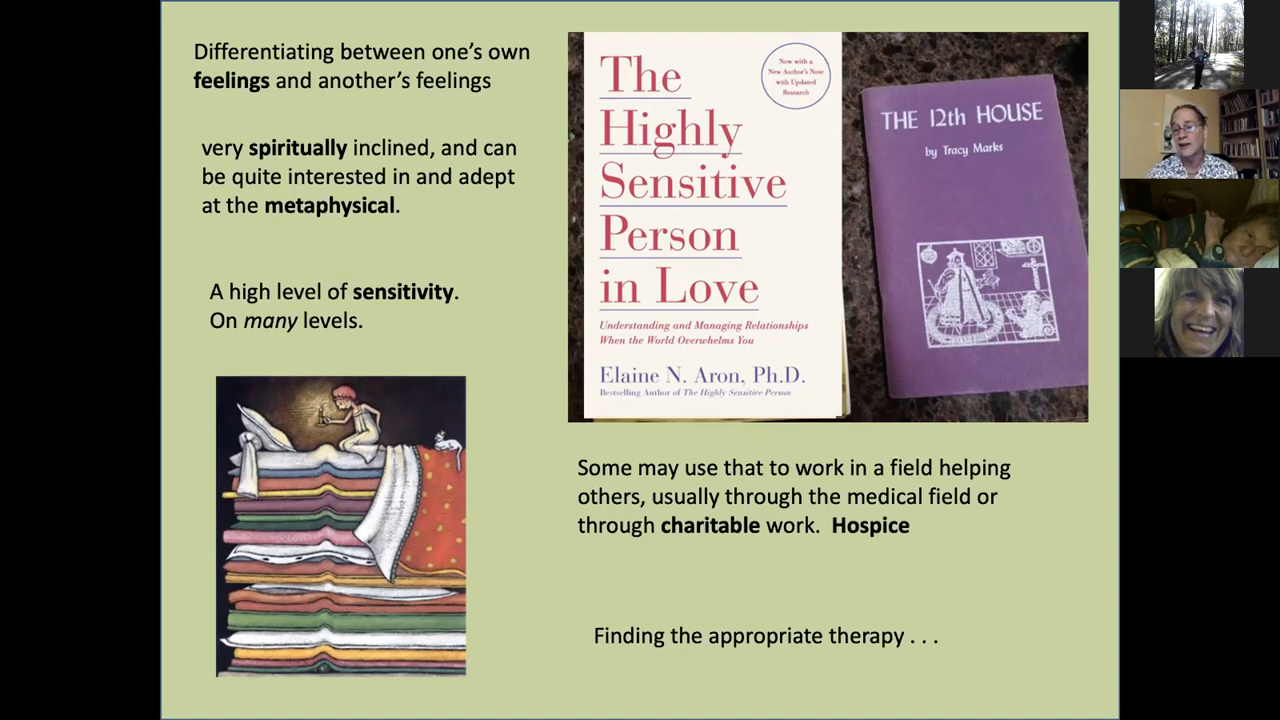 Differentiating between one’s own
feelings and another’s feelings
very spiritually inclined, and can
be quite interested in and adept
at the metaphysical.
A high level of sensitivity.
On many levels.
The
Highly
Sensitive
Person
in Love
Now with a
New Author's Note
with Updated
Research
Understanding and Managing Relationships
When the World Overwhelms You
Elaine N. Aron, Ph.D.
Bestselling Author of The Highly Sensitive Person
THE 12th HOUSE
by Tracy Marks
Some may use that to work in a field helping
others, usually through the medical field or
through charitable work. Hospice
Finding the appropriate therapy . . .